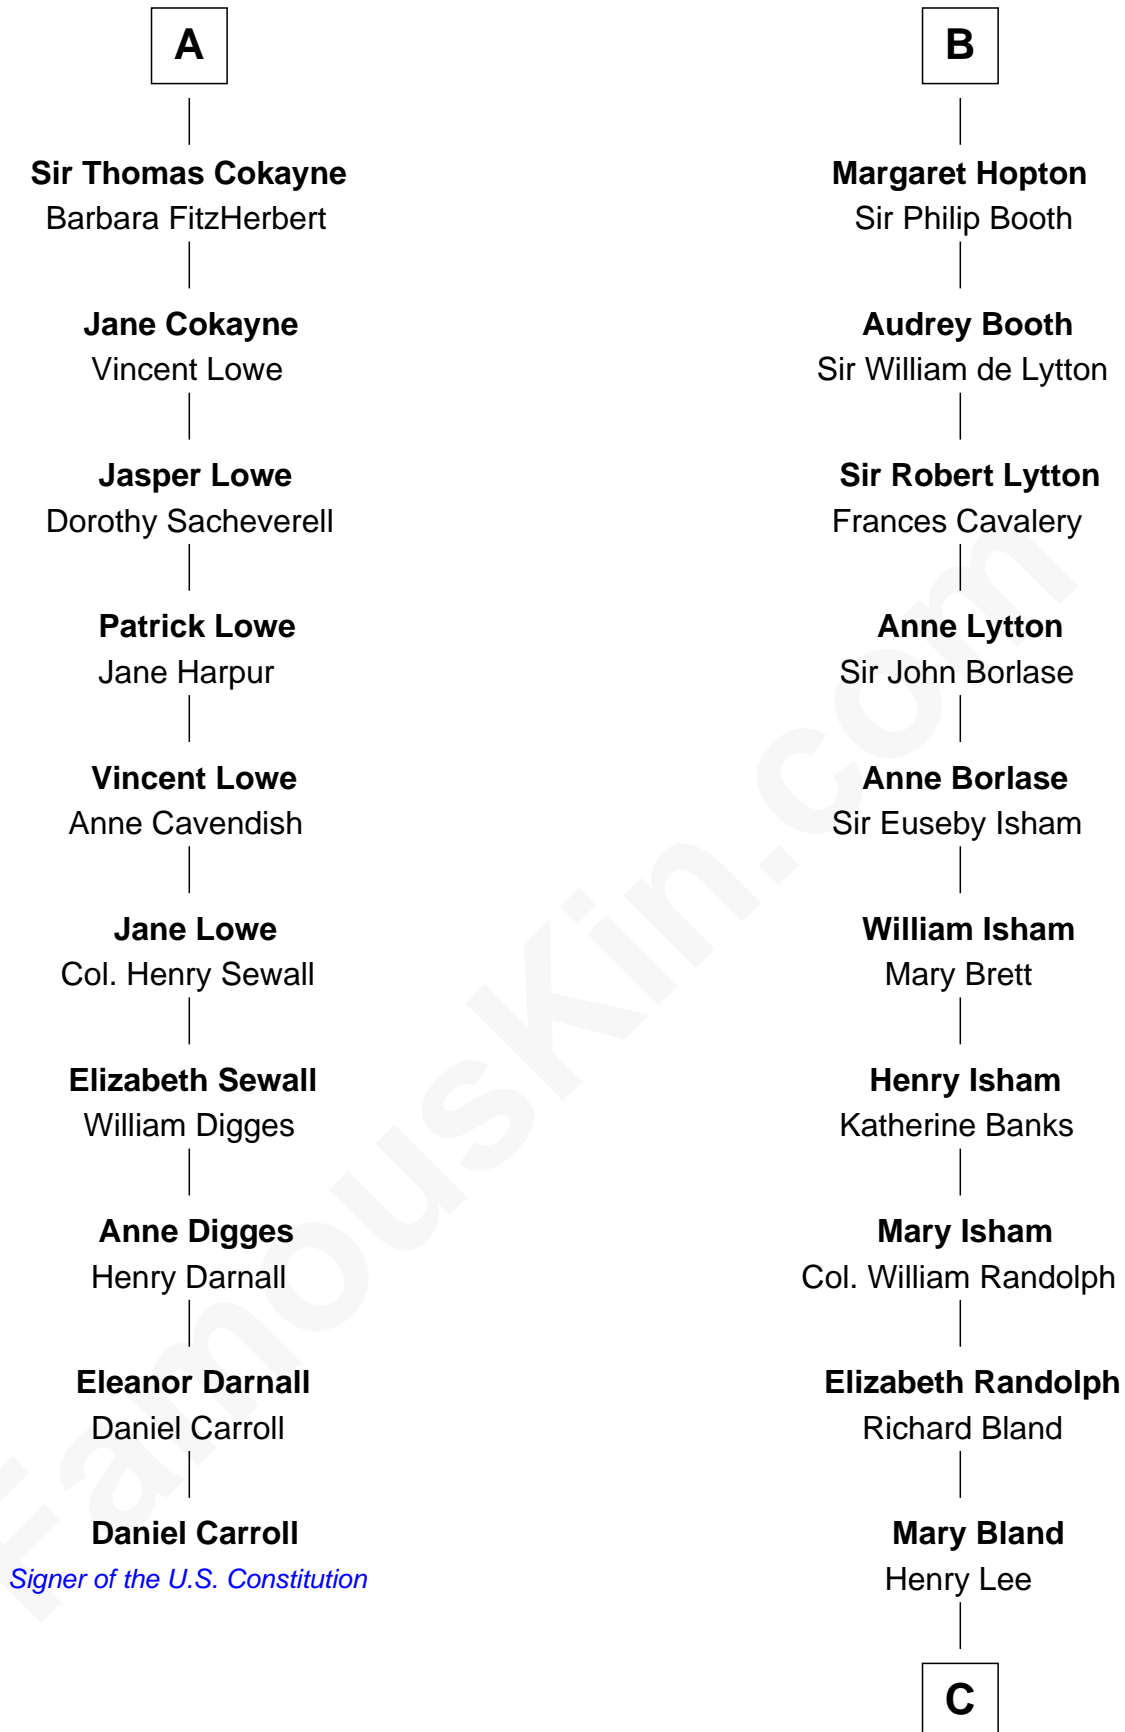 A
Sir Thomas Cokayne
Barbara FitzHerbert
Jane Cokayne
Vincent Lowe
Jasper Lowe
Dorothy Sacheverell
Patrick Lowe
Jane Harpur
Vincent Lowe
Anne Cavendish
Jane Lowe
Col. Henry Sewall
Elizabeth Sewall
William Digges
Anne Digges
Henry Darnall
Eleanor Darnall
Daniel Carroll
Daniel Carroll
Signer of the U.S. Constitution
B
Margaret Hopton
Sir Philip Booth
Audrey Booth
Sir William de Lytton
Sir Robert Lytton
Frances Cavalery
Anne Lytton
Sir John Borlase
Anne Borlase
Sir Euseby Isham
William Isham
Mary Brett
Henry Isham
Katherine Banks
Mary Isham
Col. William Randolph
Elizabeth Randolph
Richard Bland
Mary Bland
Henry Lee
C
FamousKin.com